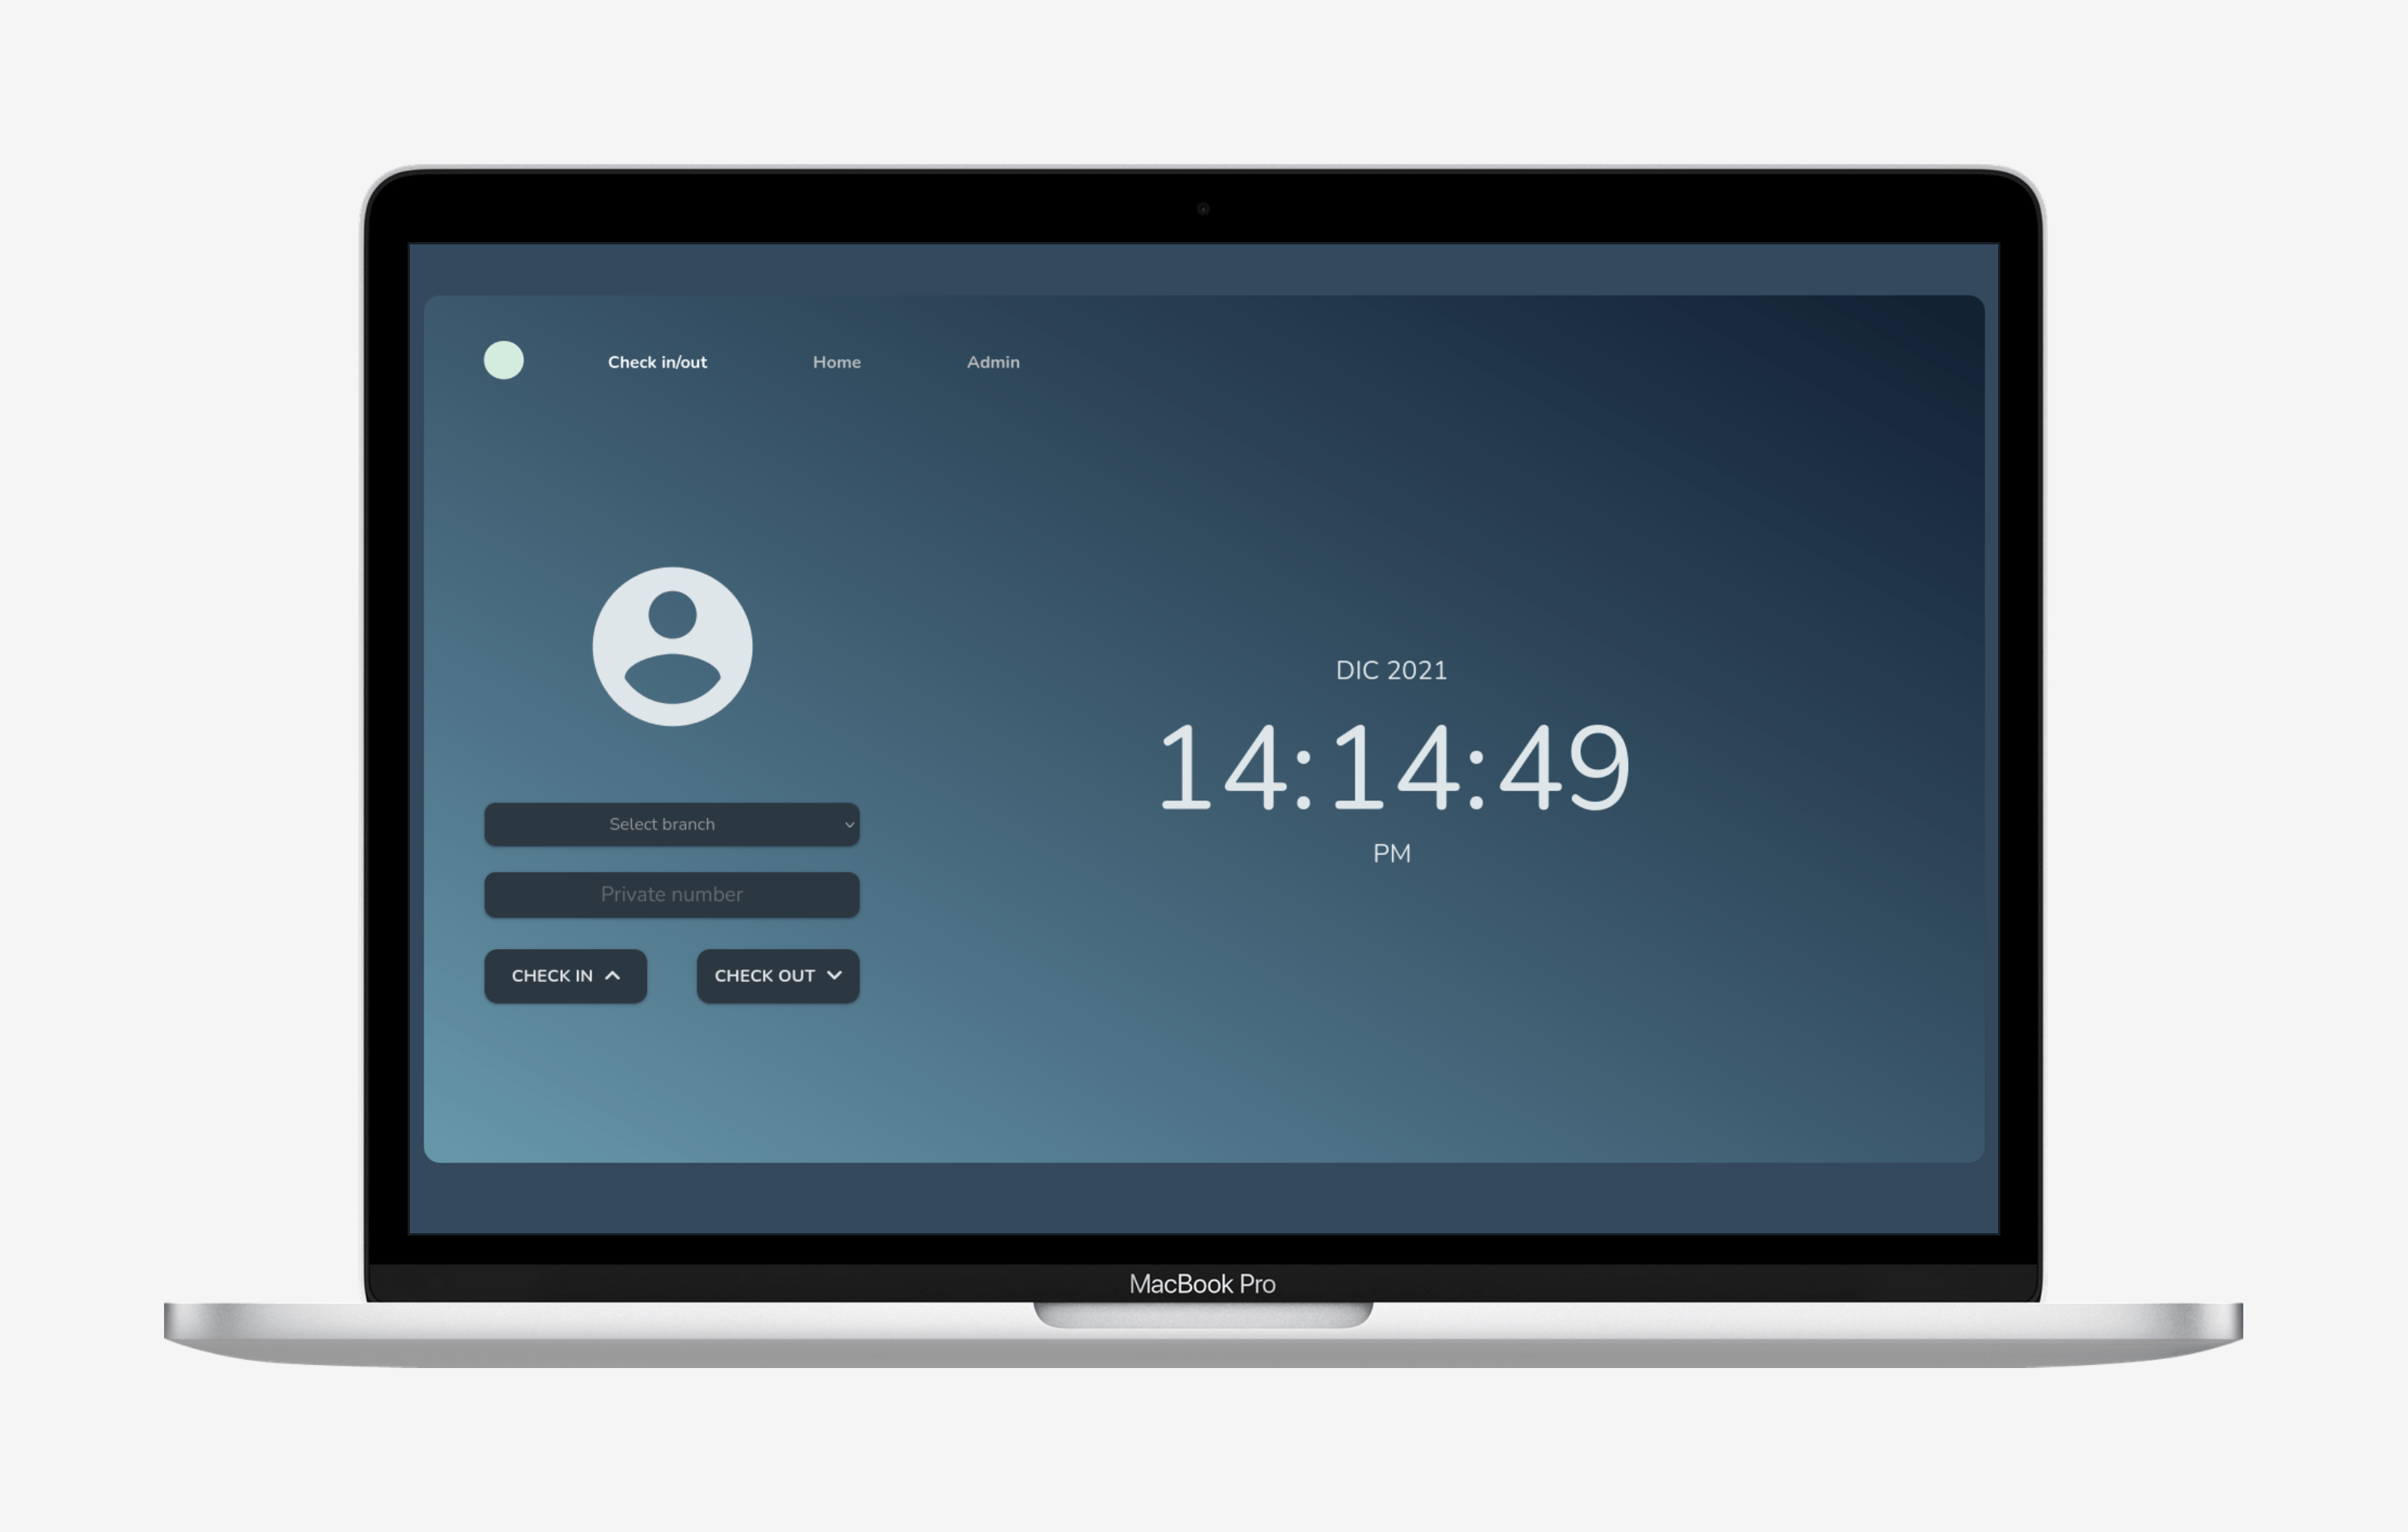 Check in/out Home Admin
DIC 2021
14:14:49
PM
Select branch
Private number
CHECK IN CHECK OUT
MacBook Pro